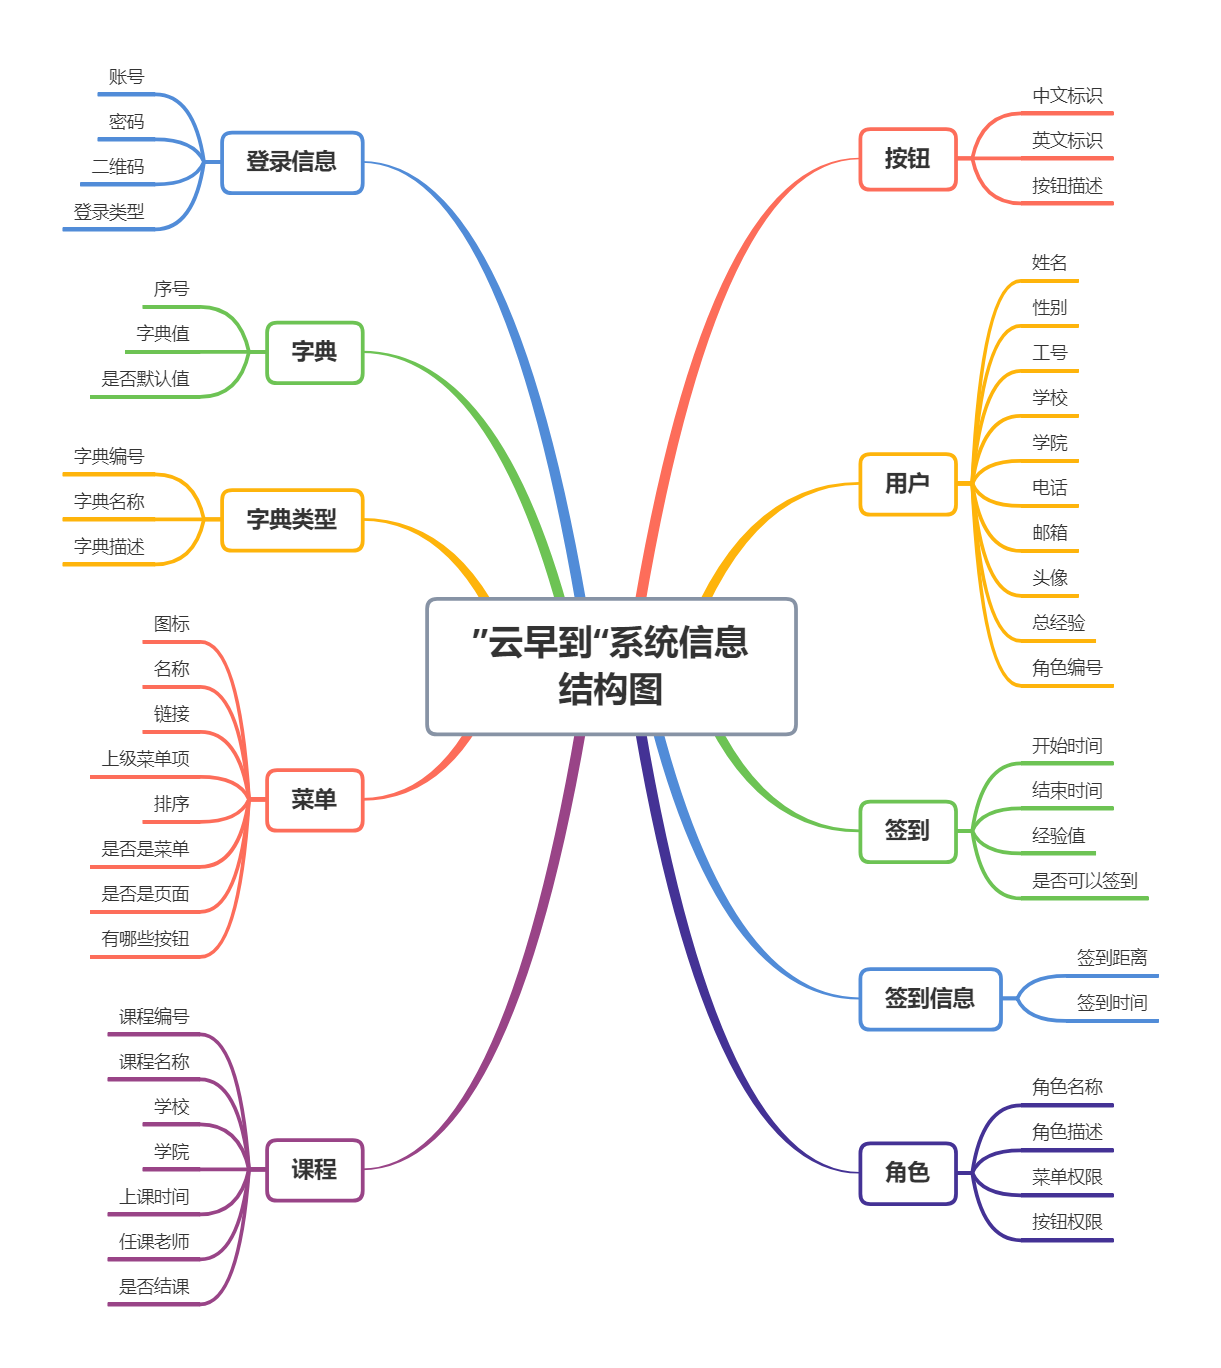 ”云早到“系统信息
结构图
按钮
中文标识
英文标识
按钮描述
用户
姓名
性别
工号
学校
学院
电话
邮箱
头像
总经验
角色编号
签到
开始时间
结束时间
经验值
是否可以签到
签到信息
签到距离
签到时间
角色
角色名称
角色描述
菜单权限
按钮权限
登录信息
账号
密码
二维码
登录类型
字典
序号
字典值
是否默认值
字典类型
字典编号
字典名称
字典描述
菜单
图标
名称
链接
上级菜单项
排序
是否是菜单
是否是页面
有哪些按钮
课程
课程编号
课程名称
学校
学院
上课时间
任课老师
是否结课